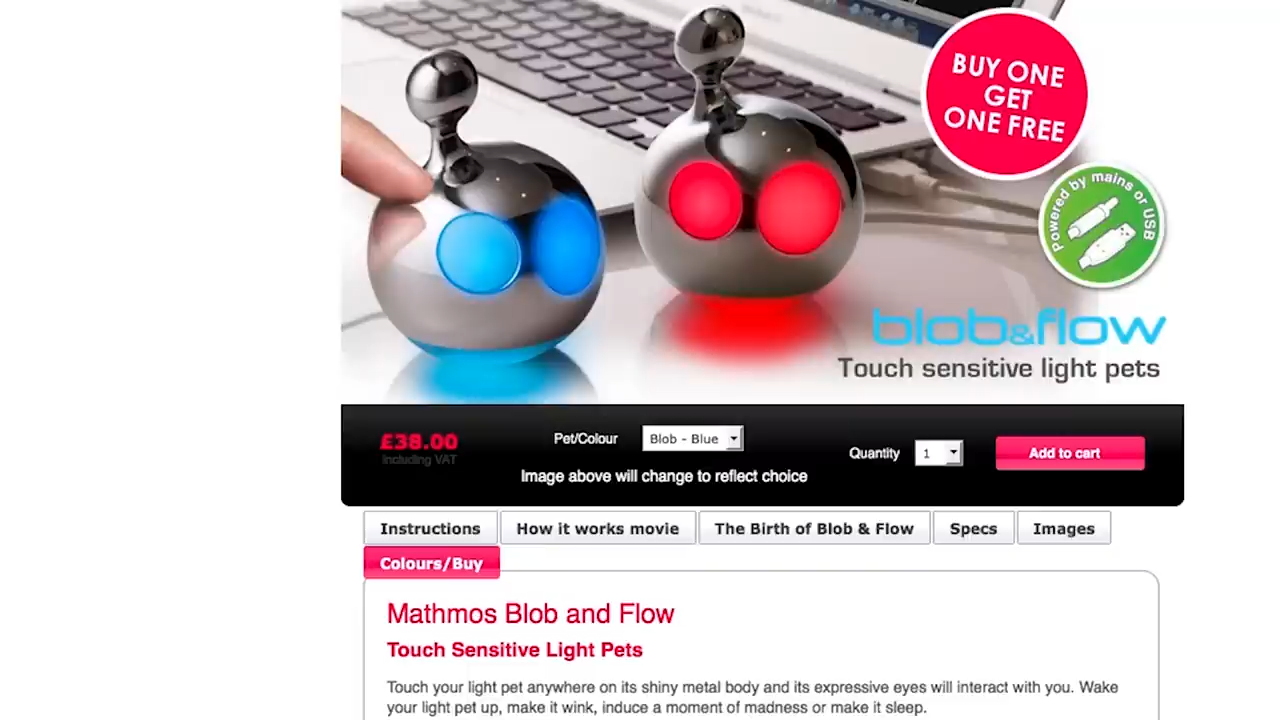 BUY ONE
GET
ONE FREE
Powered by mains or USB
blob&flow
Touch sensitive light pets
£38.00
including VAT
Pet/Colour
Blob - Blue
Image above will change to reflect choice
Quantity
1
Add to cart
Instructions
How it works movie
The Birth of Blob & Flow
Specs
Images
Colours/Buy
Mathmos Blob and Flow
Touch Sensitive Light Pets
Touch your light pet anywhere on its shiny metal body and its expressive eyes will interact with you. Wake
your light pet up, make it wink, induce a moment of madness or make it sleep.